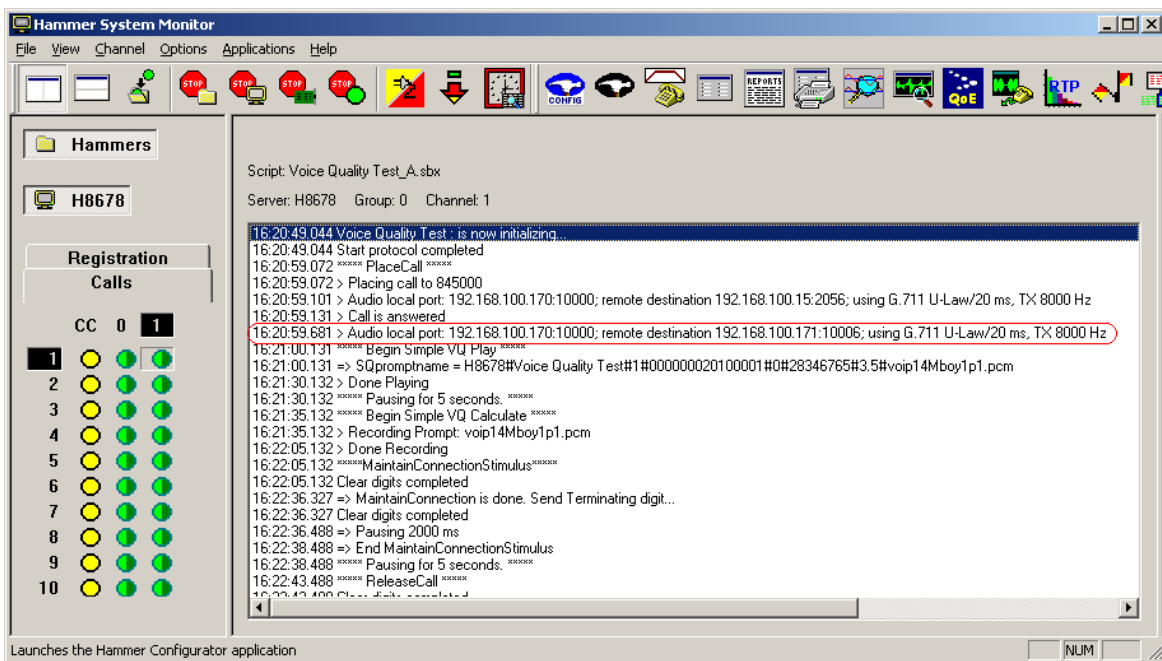 Hammer System Monitor
File View Channel Options Applications Help
STOP STOP STOP STOP CONFIG REPORTS QoE RTP
Hammers
H8678
Registration
Calls
CC 0 1
1
2
3
4
5
6
7
8
9
10
Script: Voice Quality Test_A.sbx
Server: H8678 Group: 0 Channel: 1
16:20:49.044 Voice Quality Test : is now initializing...
16:20:49.044 Start protocol completed
16:20:59.072 ***** PlaceCall *****
16:20:59.072 > Placing call to 845000
16:20:59.101 > Audio local port: 192.168.100.170:10000; remote destination 192.168.100.15:2056; using G.711 U-Law/20 ms, TX 8000 Hz
16:20:59.131 > Call is answered
16:20:59.681 > Audio local port: 192.168.100.170:10000; remote destination 192.168.100.171:10006; using G.711 U-Law/20 ms, TX 8000 Hz
16:21:00.131 ***** Begin Simple VQ Play *****
16:21:00.131 => SQpromptname = H8678#Voice Quality Test#1#000000020100001#0#28346765#3.5#voip14Mboy1p1.pcm
16:21:30.132 > Done Playing
16:21:30.132 ***** Pausing for 5 seconds. *****
16:21:35.132 ***** Begin Simple VQ Calculate *****
16:21:35.132 > Recording Prompt: voip14Mboy1p1.pcm
16:22:05.132 > Done Recording
16:22:05.132 *****MaintainConnectionStimulus*****
16:22:05.132 Clear digits completed
16:22:36.327 => MaintainConnection is done. Send Terminating digit...
16:22:36.327 Clear digits completed
16:22:36.488 => Pausing 2000 ms
16:22:38.488 => End MaintainConnectionStimulus
16:22:38.488 ***** Pausing for 5 seconds. *****
16:22:43.488 ***** ReleaseCall *****
16:22:43.488 Clear digits completed
Launches the Hammer Configurator application
NUM